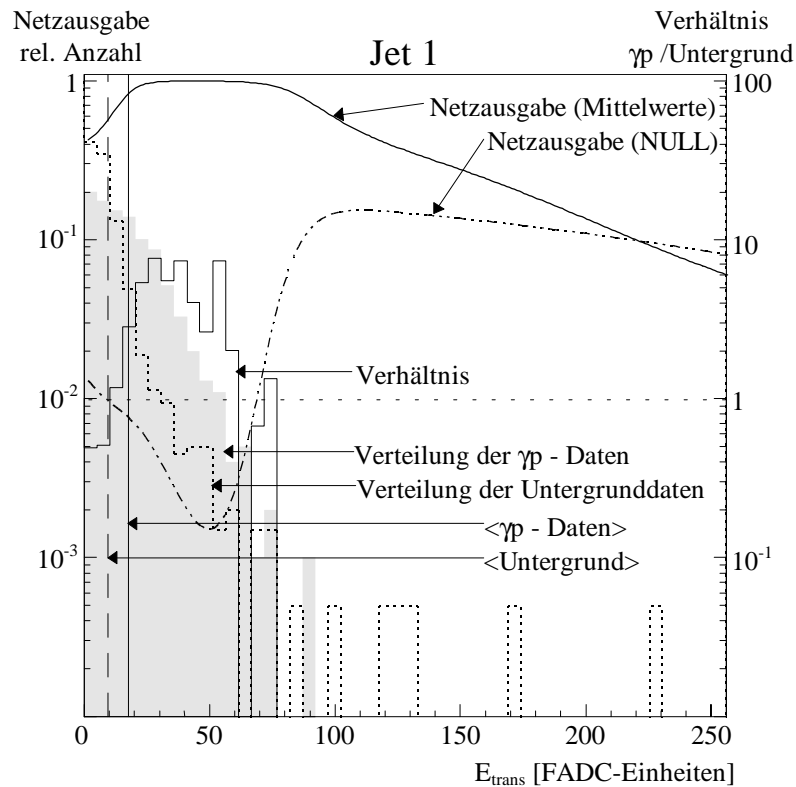 Netzausgabe
rel. Anzahl
Jet 1
Verhältnis
γp /Untergrund
1
10⁻¹
10⁻²
10⁻³
100
10
1
10⁻¹
Netzausgabe (Mittelwerte)
Netzausgabe (NULL)
Verhältnis
Verteilung der γp - Daten
Verteilung der Untergrunddaten
<γp - Daten>
<Untergrund>
0
50
100
150
200
250
E_trans [FADC-Einheiten]